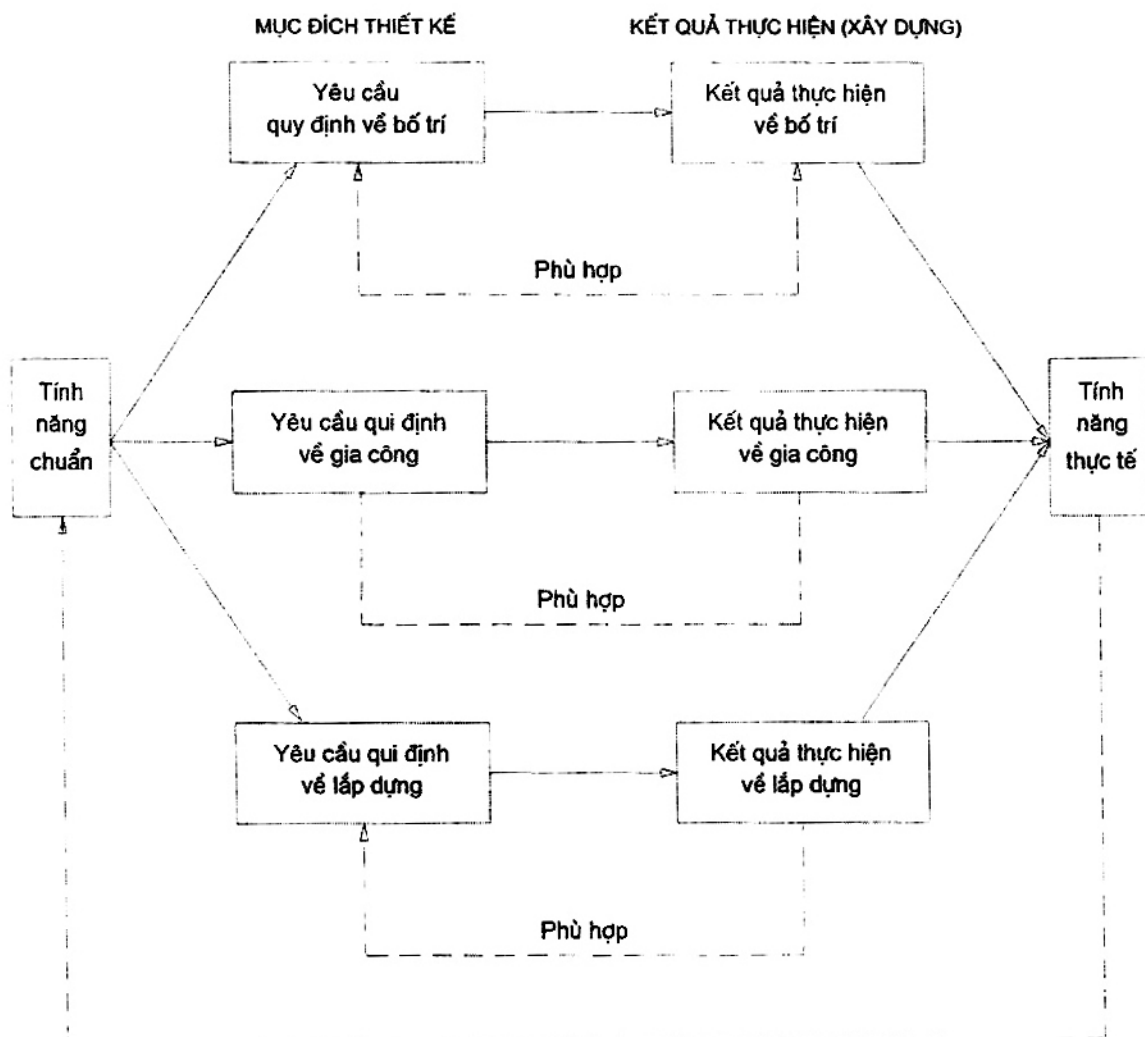 MỤC ĐÍCH THIẾT KẾ
KẾT QUẢ THỰC HIỆN (XÂY DỰNG)
Yêu cầu
quy định về bố trí
Kết quả thực hiện
về bố trí
Phù hợp
Tính
năng
chuẩn
Yêu cầu qui định
về gia công
Kết quả thực hiện
về gia công
Tính
năng
thực tế
Phù hợp
Yêu cầu qui định
về lắp dựng
Kết quả thực hiện
về lắp dựng
Phù hợp